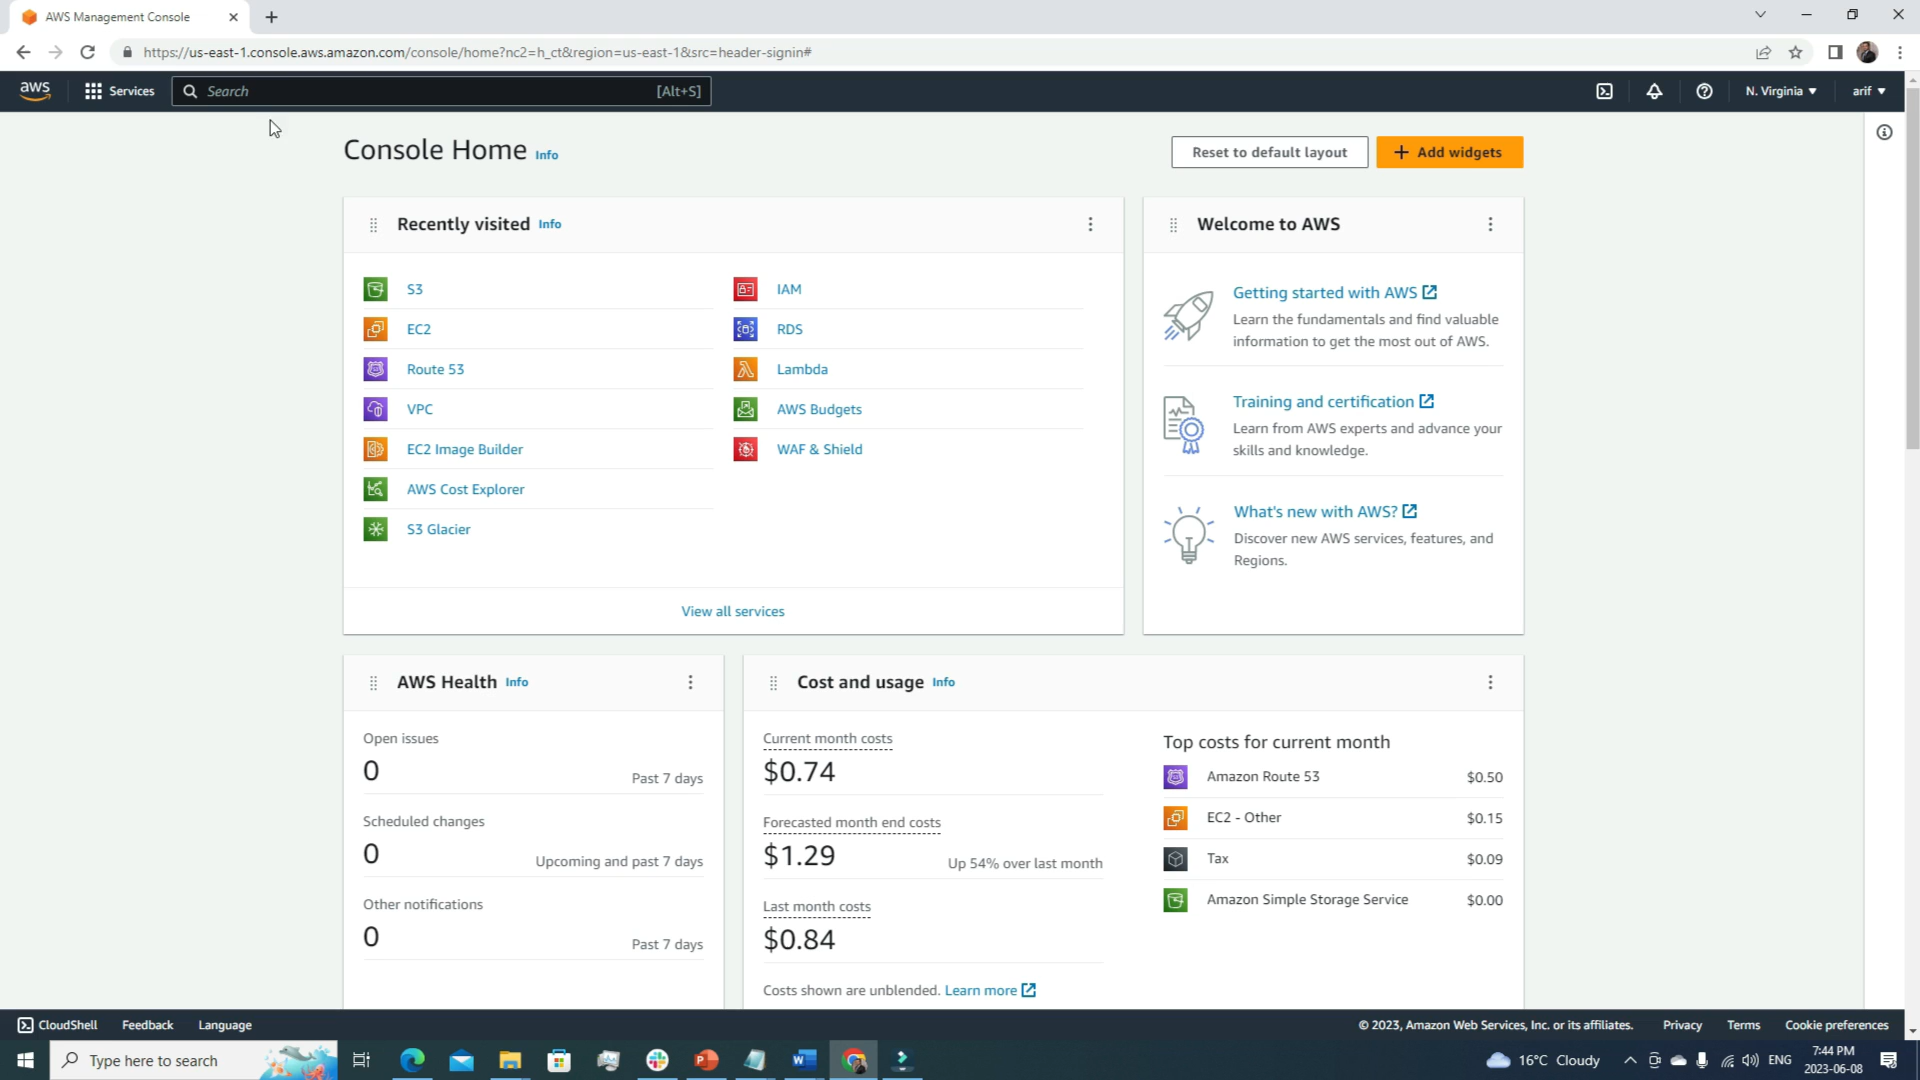 AWS Management Console
https://us-east-1.console.aws.amazon.com/console/home?nc2=h_ct&region=us-east-1&src=header-signin#
aws
Services
Search
[Alt+S]
N. Virginia
arif
Console Home Info
Reset to default layout
Add widgets
Recently visited Info
S3
EC2
Route 53
VPC
EC2 Image Builder
AWS Cost Explorer
S3 Glacier
IAM
RDS
Lambda
AWS Budgets
WAF & Shield
View all services
Welcome to AWS
Getting started with AWS
Learn the fundamentals and find valuable
information to get the most out of AWS.
Training and certification
Learn from AWS experts and advance your
skills and knowledge.
What's new with AWS?
Discover new AWS services, features, and
Regions.
AWS Health Info
Open issues
0
Past 7 days
Scheduled changes
0
Upcoming and past 7 days
Other notifications
0
Past 7 days
Cost and usage Info
Current month costs
$0.74
Forecasted month end costs
$1.29
Up 54% over last month
Last month costs
$0.84
Costs shown are unblended. Learn more
Top costs for current month
Amazon Route 53 $0.50
EC2 - Other $0.15
Tax $0.09
Amazon Simple Storage Service $0.00
CloudShell
Feedback
Language
© 2023, Amazon Web Services, Inc. or its affiliates.
Privacy
Terms
Cookie preferences
Type here to search
16°C Cloudy
ENG
7:44 PM
2023-06-08